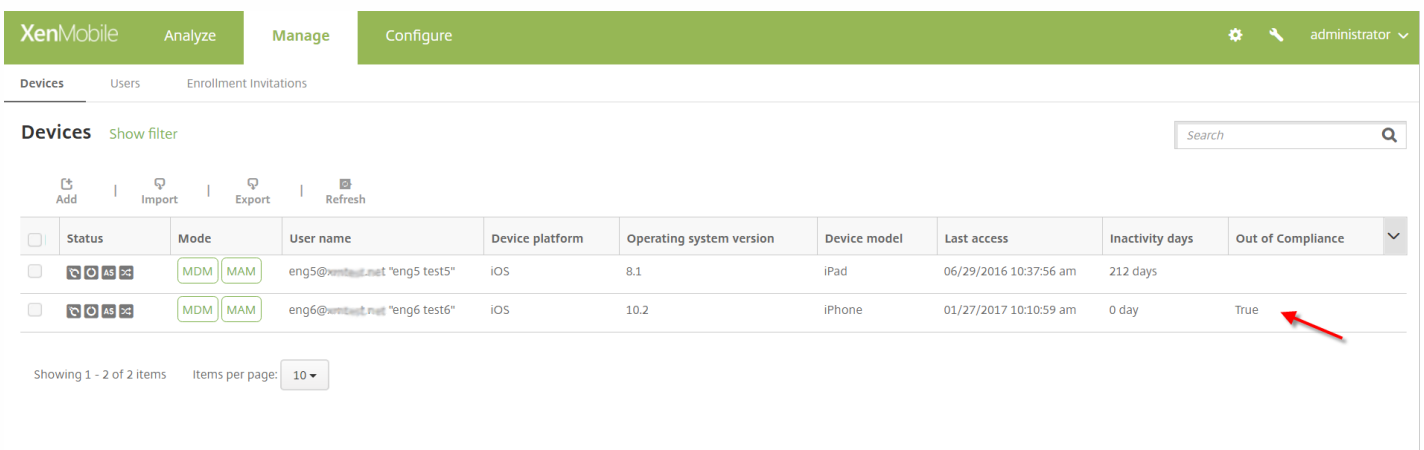 XenMobile Analyze Manage Configure administrator
Devices Users Enrollment Invitations
Devices Show filter Search
Add | Import | Export | Refresh
Status Mode User name Device platform Operating system version Device model Last access Inactivity days Out of Compliance
AS MDM MAM eng5@ "eng5 test5" iOS 8.1 iPad 06/29/2016 10:37:56 am 212 days
AS MDM MAM eng6@ "eng6 test6" iOS 10.2 iPhone 01/27/2017 10:10:59 am 0 day True
Showing 1 - 2 of 2 items Items per page: 10